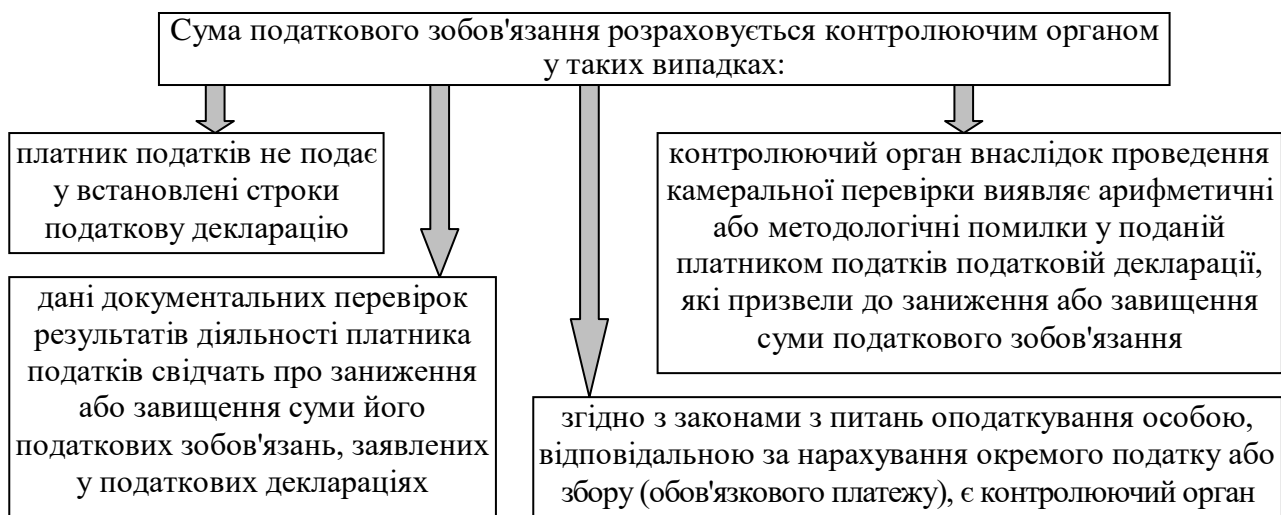 Сума податкового зобов'язання розраховується контролюючим органом
у таких випадках:
платник податків не подає
у встановлені строки
податкову декларацію
контролюючий орган внаслідок проведення
камеральної перевірки виявляє арифметичні
або методологічні помилки у поданій
платником податків податковій декларації,
які призвели до заниження або завищення
суми податкового зобов'язання
дані документальних перевірок
результатів діяльності платника
податків свідчать про заниження
або завищення суми його
податкових зобов'язань, заявлених
у податкових деклараціях
згідно з законами з питань оподаткування особою,
відповідальною за нарахування окремого податку або
збору (обов'язкового платежу), є контролюючий орган